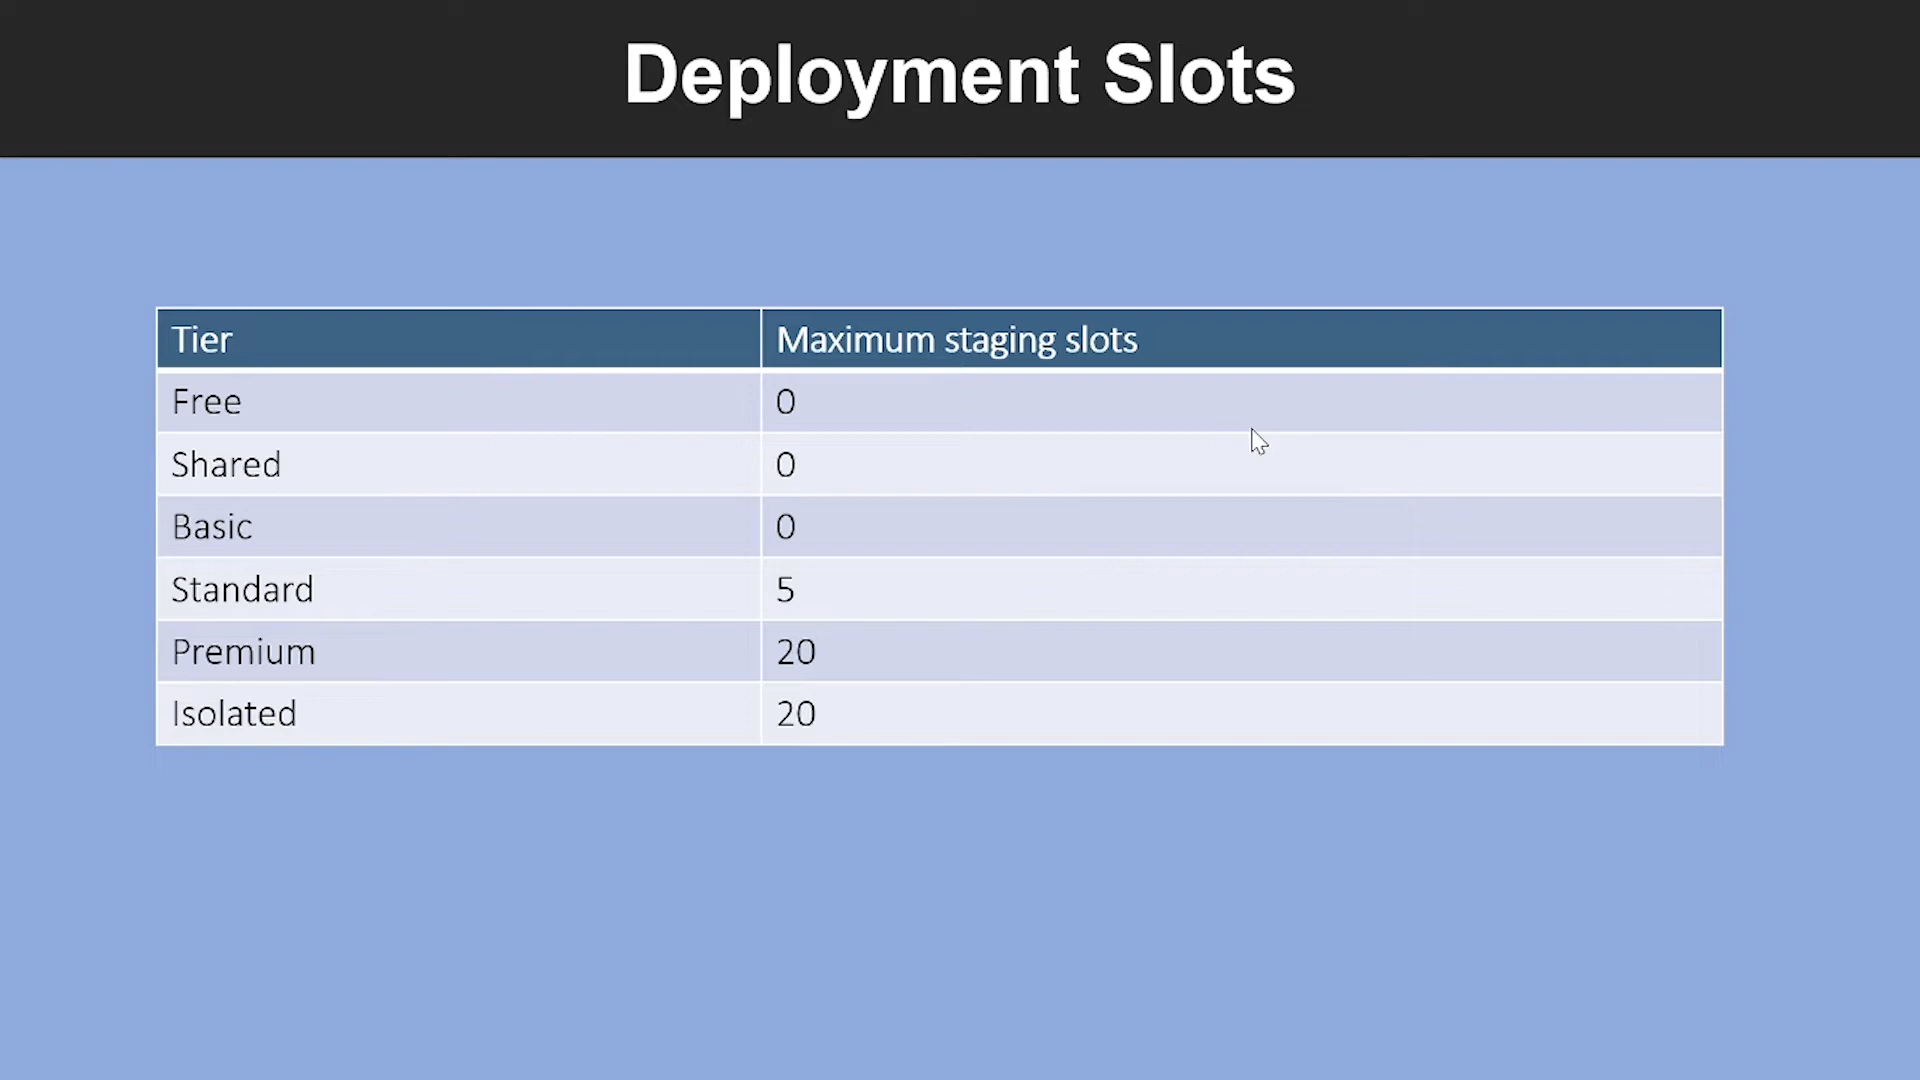 Deployment Slots
Tier Maximum staging slots
Free 0
Shared 0
Basic 0
Standard 5
Premium 20
Isolated 20